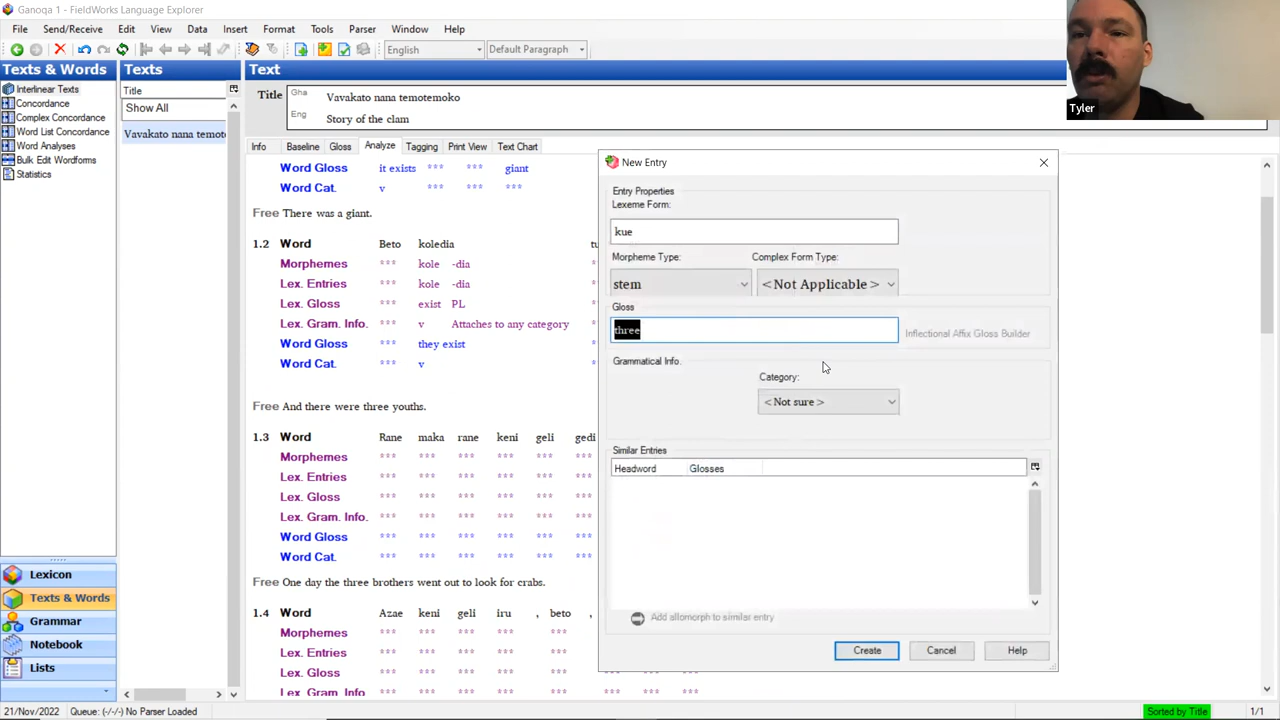 Ganoqa 1 - FieldWorks Language Explorer
File Send/Receive Edit View Data Insert Format Tools Parser Window Help
English Default Paragraph
Texts & Words Texts Text
Interlinear Texts
Concordance
Complex Concordance
Word List Concordance
Word Analyses
Bulk Edit Wordforms
Statistics
Title
Show All
Vavakato nana temot
Title Gha Vavakato nana temotemoko
Eng Story of the clam
Info Baseline Gloss Analyze Tagging Print View Text Chart
Word Gloss it exists *** *** giant
Word Cat. v *** *** ***
Free There was a giant.
1.2 Word Beto koledia
Morphemes *** kole -dia
Lex. Entries *** kole -dia
Lex. Gloss *** exist PL
Lex. Gram. Info. *** v Attaches to any category
Word Gloss *** they exist
Word Cat. *** v
Free And there were three youths.
1.3 Word Rane maka rane keni geli gedi
Morphemes *** *** *** *** *** ***
Lex. Entries *** *** *** *** *** ***
Lex. Gloss *** *** *** *** *** ***
Lex. Gram. Info. *** *** *** *** *** ***
Word Gloss *** *** *** *** *** ***
Word Cat. *** *** *** *** *** ***
Free One day the three brothers went out to look for crabs.
1.4 Word Azae keni geli iru , beto ,
Morphemes *** *** *** ***
Lex. Entries *** *** *** ***
Lex. Gloss *** *** *** ***
Lex. Gram. Info *** *** *** ***
New Entry
Entry Properties
Lexeme Form:
kue
Morpheme Type: Complex Form Type:
stem <Not Applicable>
Gloss
three Inflectional Affix Gloss Builder
Grammatical Info.
Category:
<Not sure>
Similar Entries
Headword Glosses
Add allomorph to similar entry
Create Cancel Help
Tyler
Lexicon
Texts & Words
Grammar
Notebook
Lists
21/Nov/2022 Queue: (-/-/-) No Parser Loaded Sorted by Title 1/1